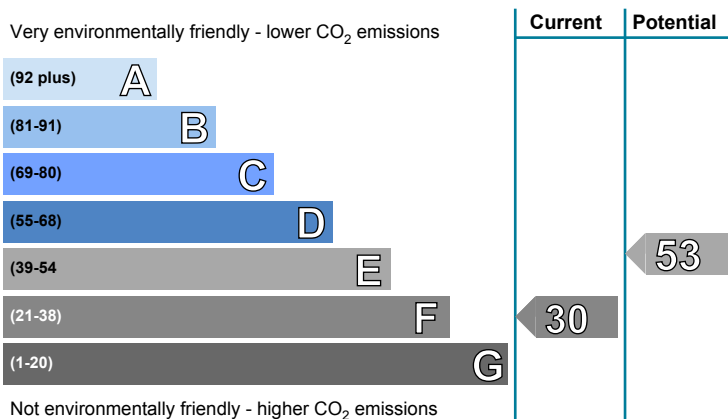 Current Potential
Very environmentally friendly - lower CO₂ emissions
(92 plus) A
(81-91) B
(69-80) C
(55-68) D
(39-54 E
53
(21-38) F
30
(1-20) G
Not environmentally friendly - higher CO₂ emissions